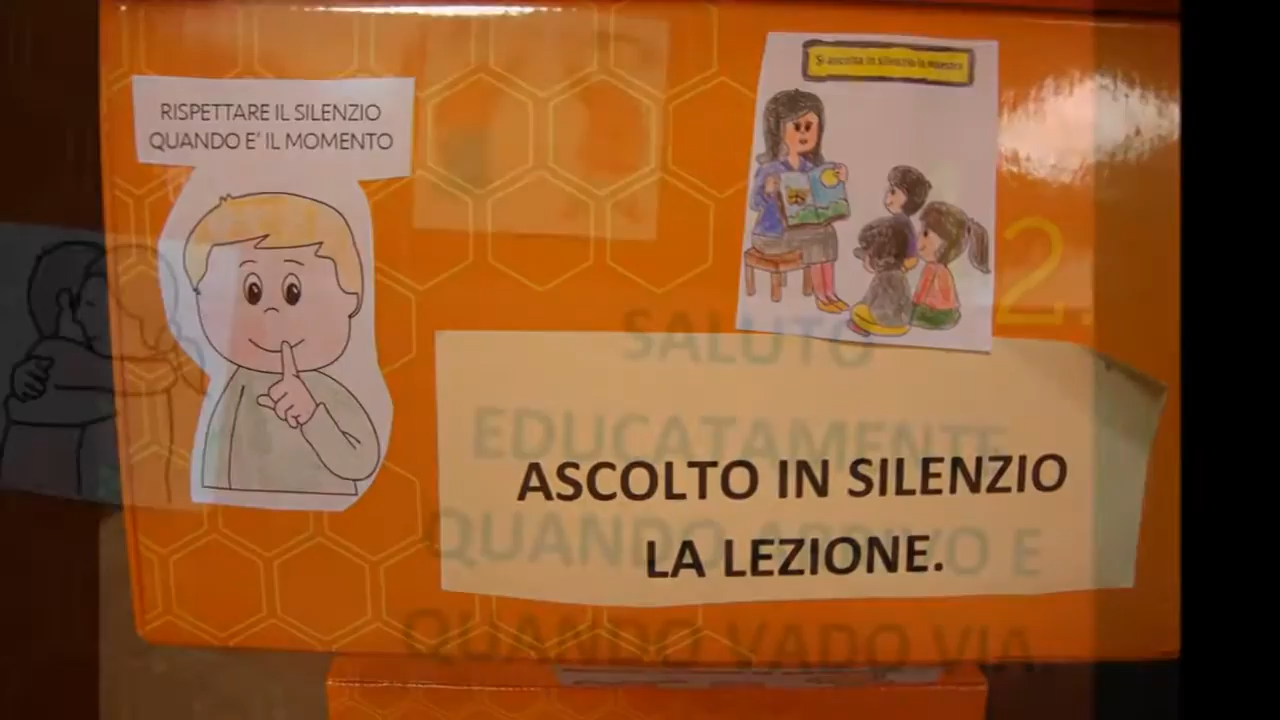 RISPETTARE IL SILENZIO
QUANDO E' IL MOMENTO
Si ascolta in silenzio la maestra
2.
ASCOLTO IN SILENZIO
LA LEZIONE.
SALUTO
EDUCATAMENTE
QUANDO ARRIVO E
QUANDO VADO VIA